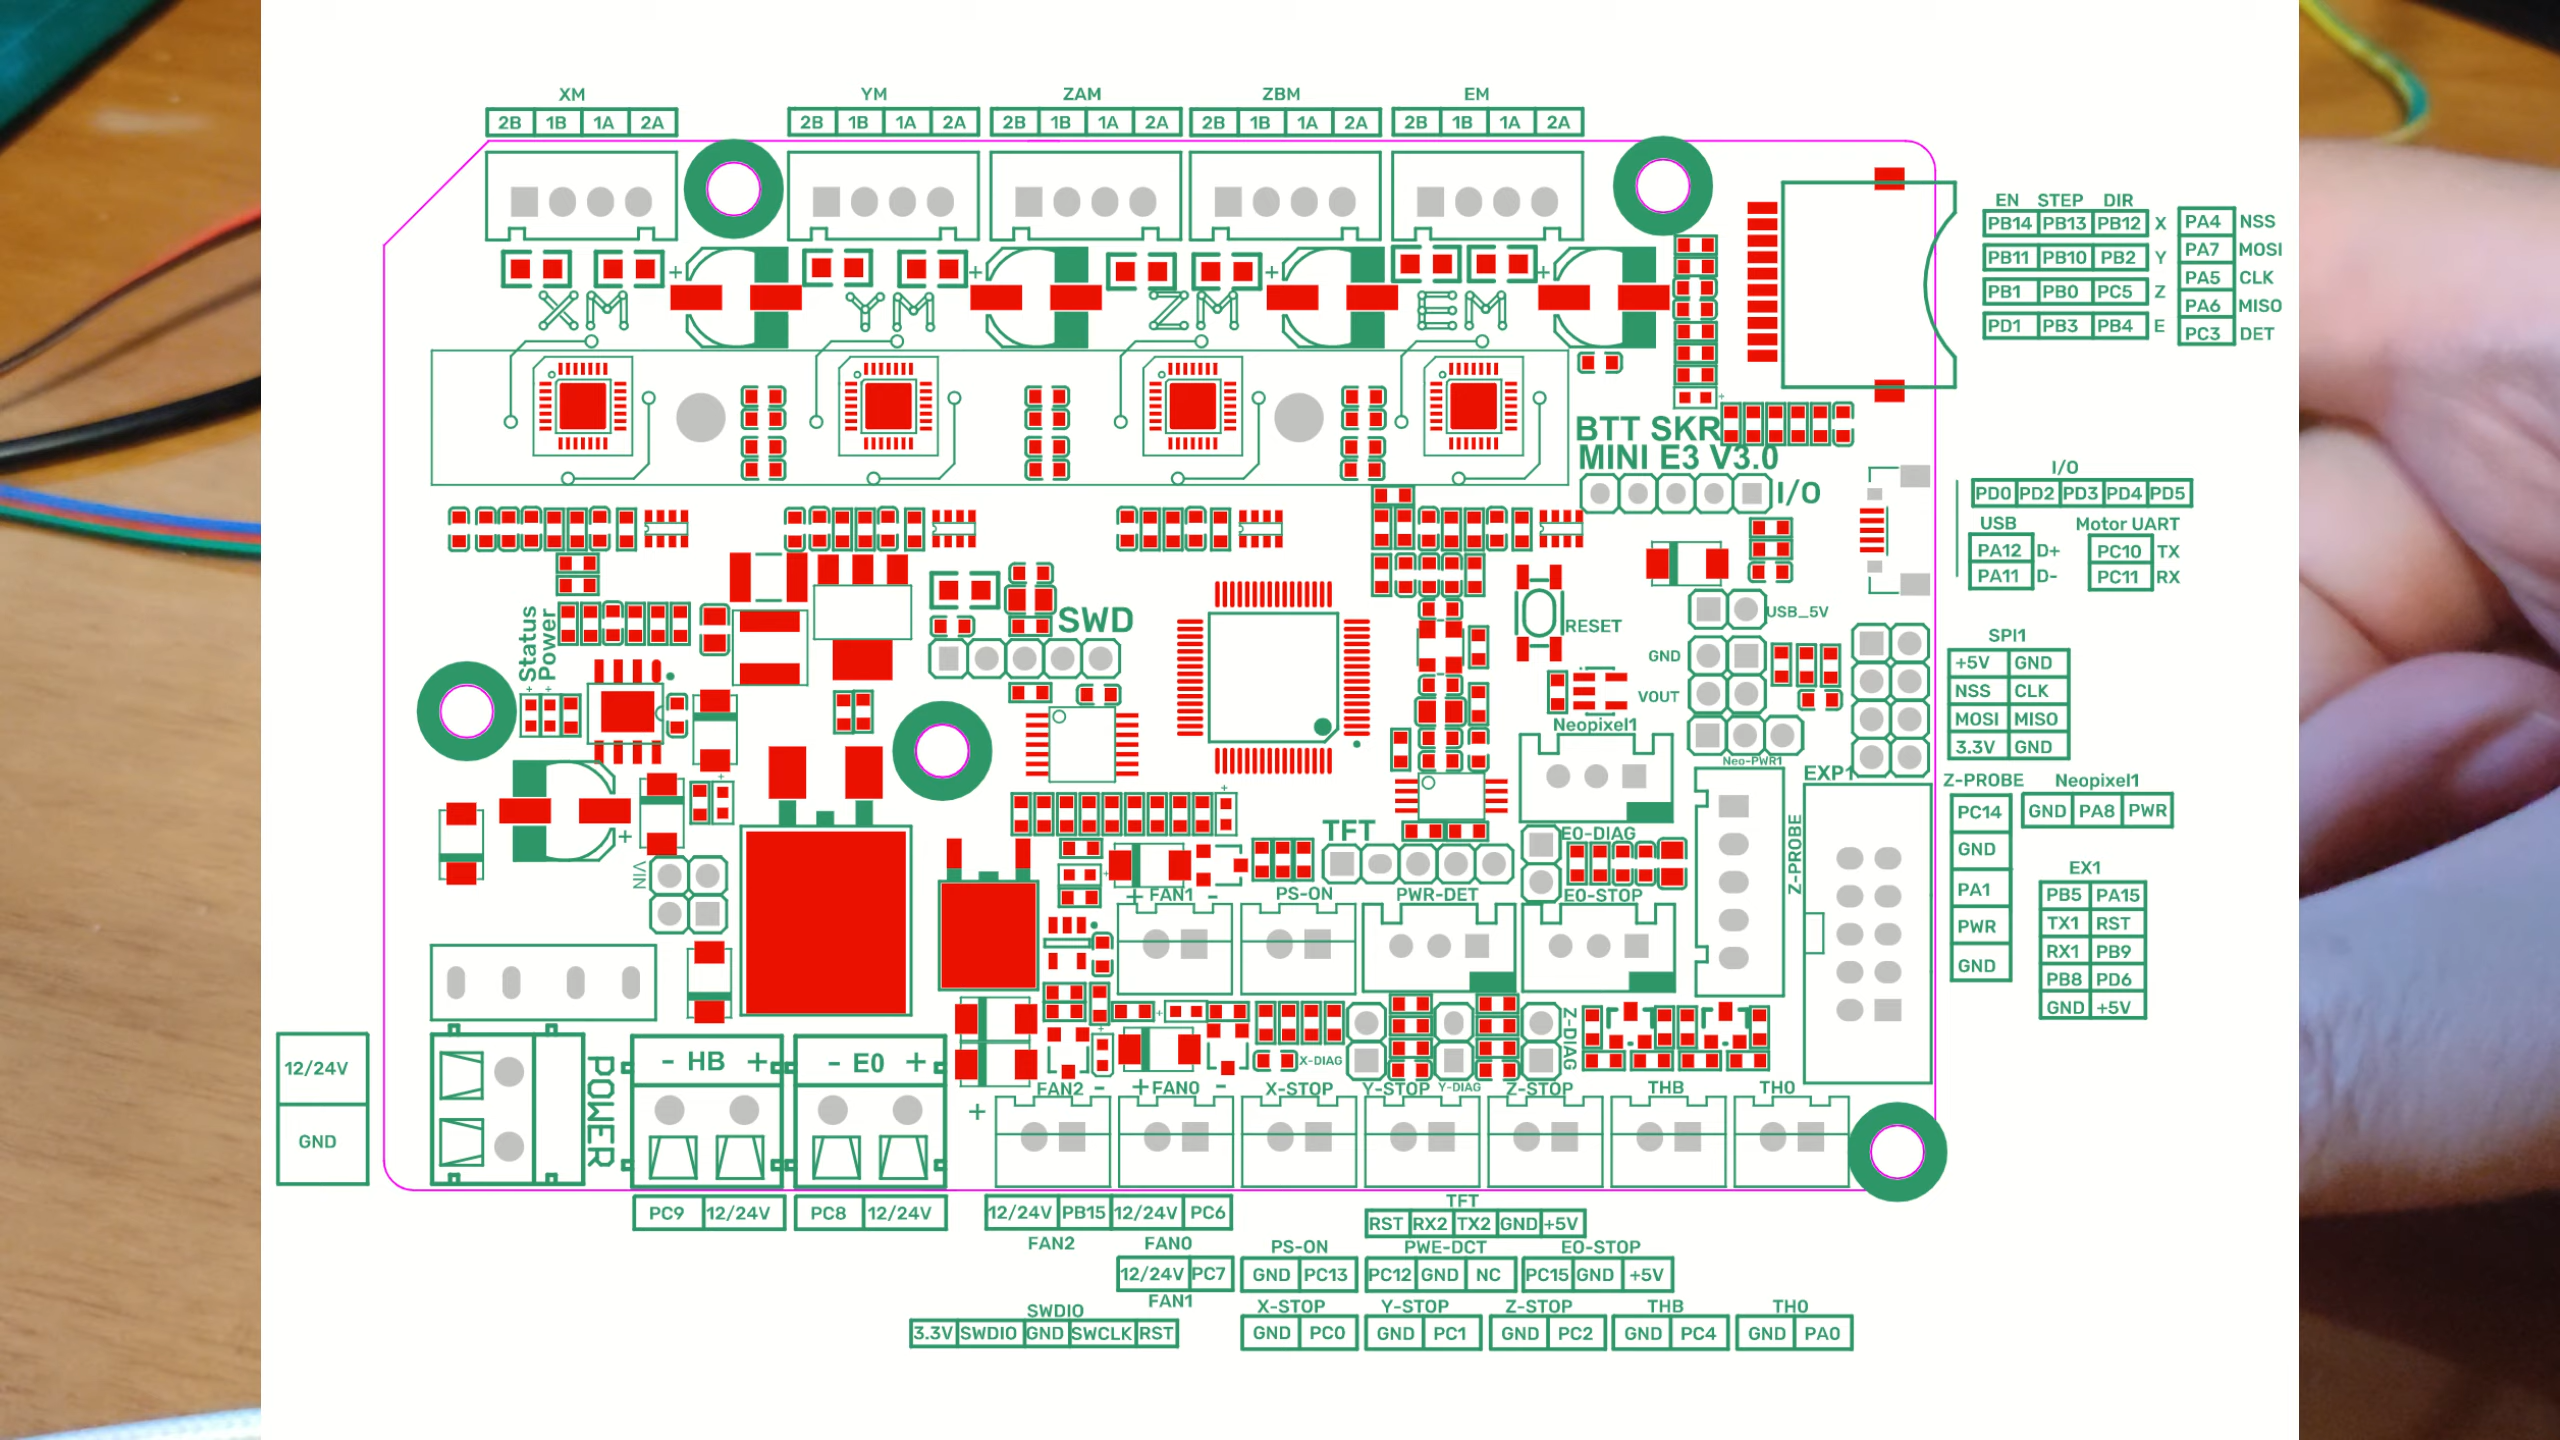 XM YM ZAM ZBM EM
2B 1B 1A 2A 2B 1B 1A 2A 2B 1B 1A 2A 2B 1B 1A 2A 2B 1B 1A 2A
+ + + +
XM YM ZM EM
BTT SKR
MINI E3 V3.0
I/O
Status
Power
SWD
RESET
USB_5V
GND
VOUT
Neopixel1
Neo-PWR1
EXP1
Z-PROBE
TFT
E0-DIAG
VIN
+ FAN1 - PS-ON PWR-DET E0-STOP
POWER
- HB +
- E0 +
X-DIAG
Z-DIAG
+ FAN2 - + FAN0 - X-STOP Y-STOP Y-DIAG Z-STOP THB TH0
12/24V
GND
PC9 12/24V
PC8 12/24V
12/24V PB15 12/24V PC6
FAN2 FAN0
12/24V PC7
FAN1
TFT
RST RX2 TX2 GND +5V
PS-ON PWE-DCT E0-STOP
GND PC13 PC12 GND NC PC15 GND +5V
SWDIO
3.3V SWDIO GND SWCLK RST
X-STOP Y-STOP Z-STOP THB TH0
GND PC0 GND PC1 GND PC2 GND PC4 GND PA0
EN STEP DIR
PB14 PB13 PB12 X
PB11 PB10 PB2 Y
PB1 PB0 PC5 Z
PD1 PB3 PB4 E
PA4 NSS
PA7 MOSI
PA5 CLK
PA6 MISO
PC3 DET
I/O
PD0 PD2 PD3 PD4 PD5
USB
PA12 D+
PA11 D-
Motor UART
PC10 TX
PC11 RX
SPI1
+5V GND
NSS CLK
MOSI MISO
3.3V GND
Z-PROBE
PC14
GND
PA1
PWR
GND
Neopixel1
GND PA8 PWR
EX1
PB5 PA15
TX1 RST
RX1 PB9
PB8 PD6
GND +5V